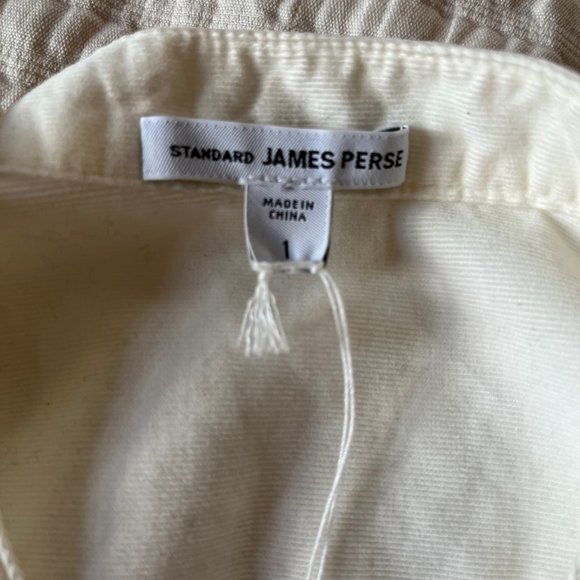 STANDARD JAMES PERSE
MADE IN
CHINA
1